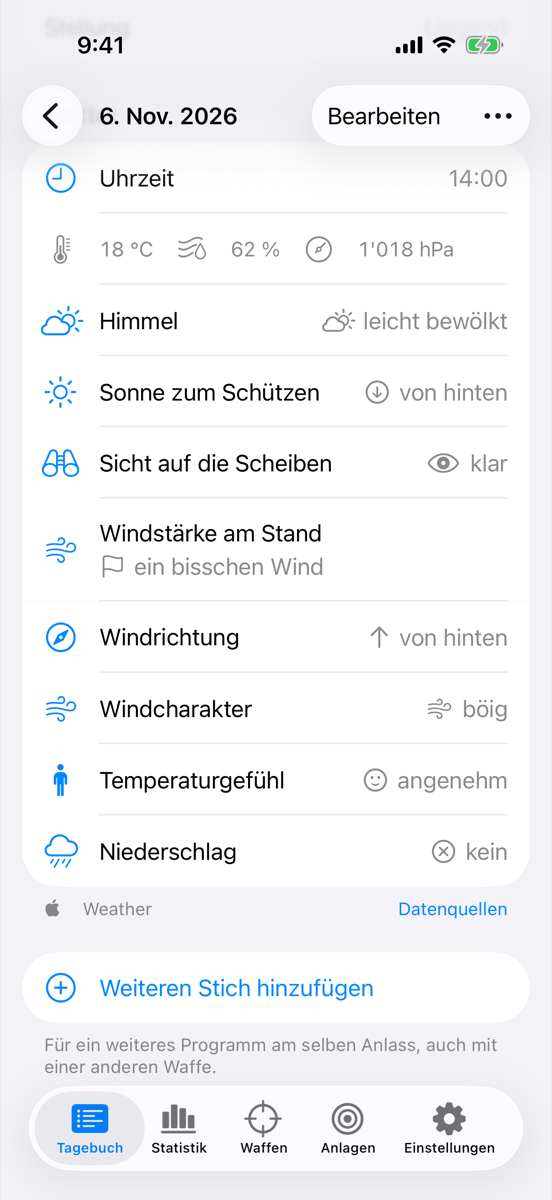 Stellung Liegend
9:41
6. Nov. 2026 Bearbeiten
Uhrzeit 14:00
18 °C 62 % 1'018 hPa
Himmel leicht bewölkt
Sonne zum Schützen von hinten
Sicht auf die Scheiben klar
Windstärke am Stand
ein bisschen Wind
Windrichtung von hinten
Windcharakter böig
Temperaturgefühl angenehm
Niederschlag kein
Weather Datenquellen
Weiteren Stich hinzufügen
Für ein weiteres Programm am selben Anlass, auch mit
einer anderen Waffe.
Tagebuch Statistik Waffen Anlagen Einstellungen